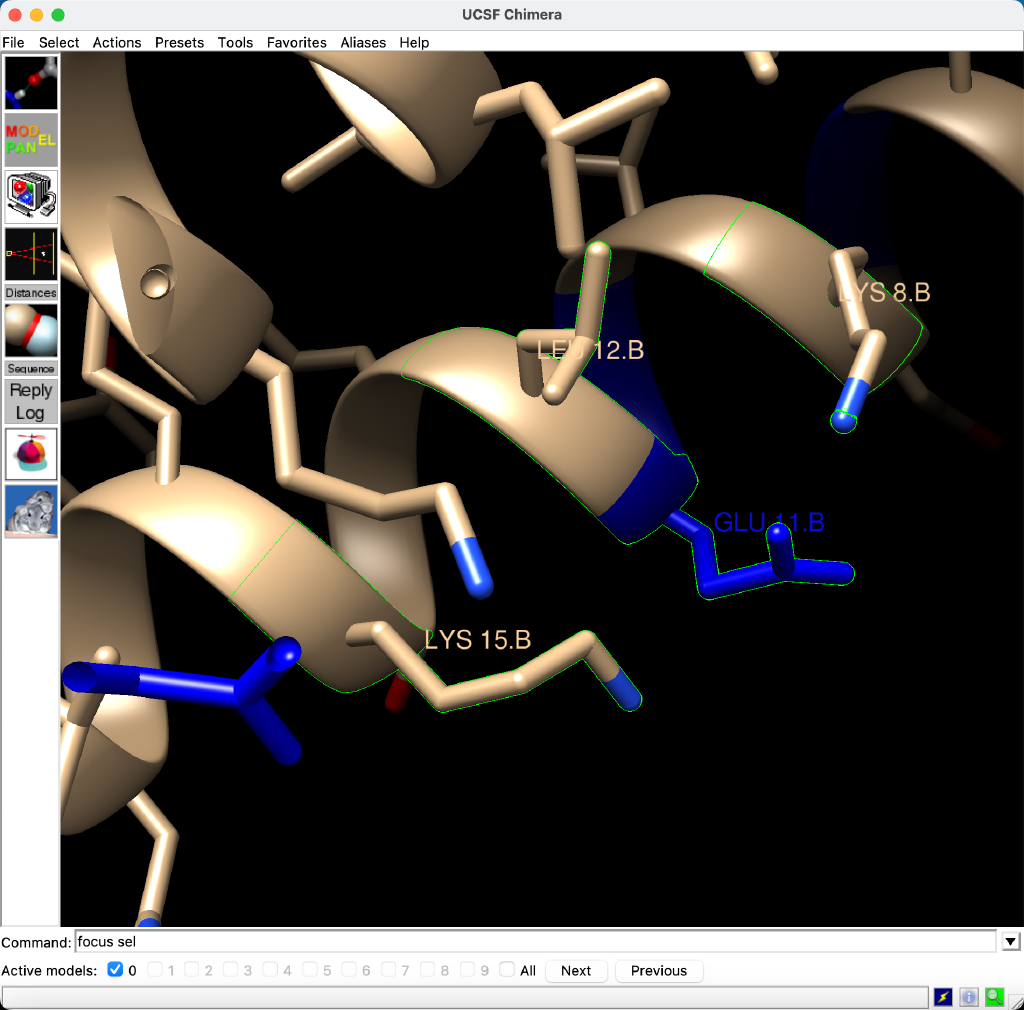 UCSF Chimera
File Select Actions Presets Tools Favorites Aliases Help
MODEL
PANEL
Distances
Sequence
Reply
Log
LYS 8.B
LEU 12.B
GLU 11.B
LYS 15.B
Command: focus sel
Active models: 0 1 2 3 4 5 6 7 8 9 All Next Previous